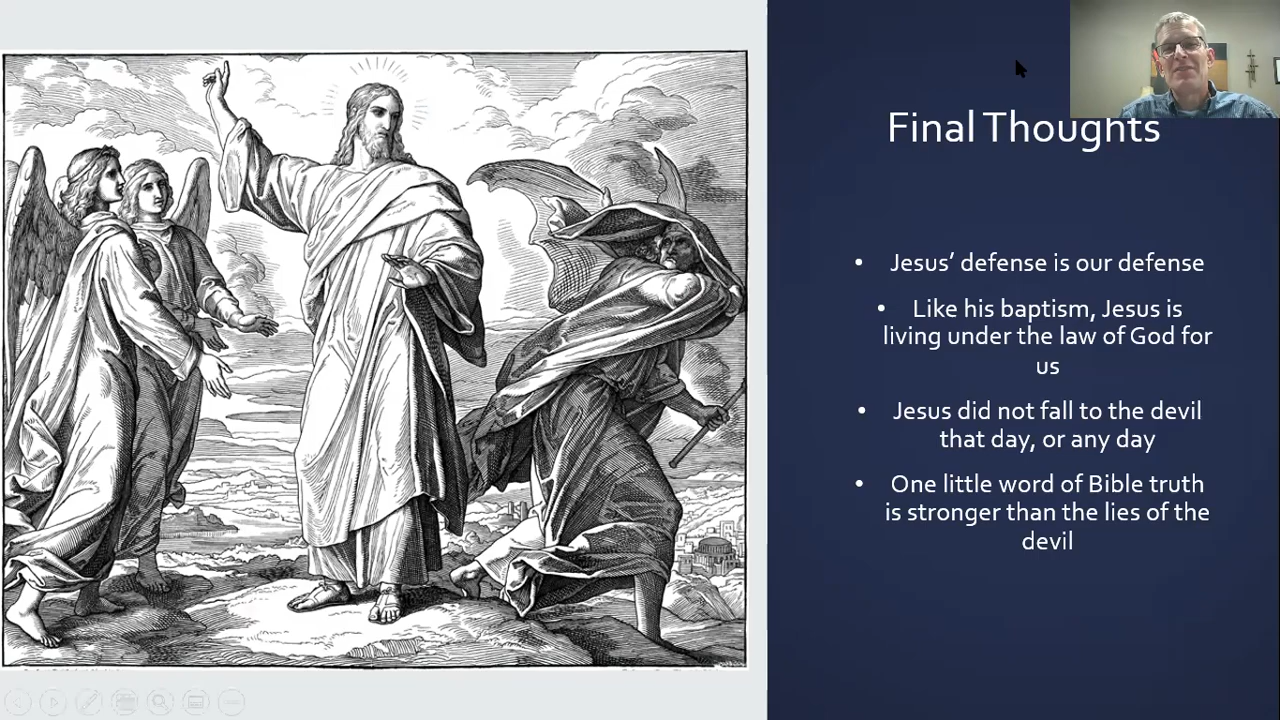 Final Thoughts
• Jesus’ defense is our defense
• Like his baptism, Jesus is
living under the law of God for
us
• Jesus did not fall to the devil
that day, or any day
• One little word of Bible truth
is stronger than the lies of the
devil